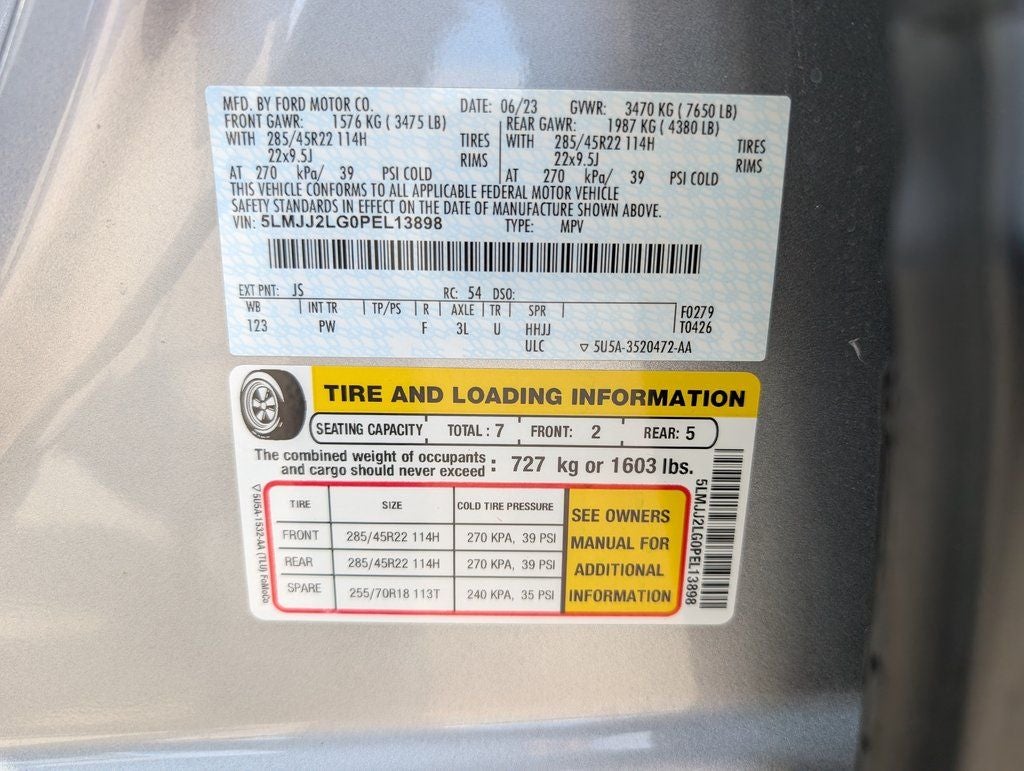 MFD. BY FORD MOTOR CO. DATE: 06/23 GVWR: 3470 KG ( 7650 LB)
FRONT GAWR: 1576 KG ( 3475 LB) REAR GAWR: 1987 KG ( 4380 LB)
WITH 285/45R22 114H TIRES WITH 285/45R22 114H TIRES
22x9.5J RIMS 22x9.5J RIMS
AT 270 kPa/ 39 PSI COLD AT 270 kPa/ 39 PSI COLD
THIS VEHICLE CONFORMS TO ALL APPLICABLE FEDERAL MOTOR VEHICLE
SAFETY STANDARDS IN EFFECT ON THE DATE OF MANUFACTURE SHOWN ABOVE.
VIN: 5LMJJ2LG0PEL13898 TYPE: MPV
EXT PNT: JS RC: 54 DSO:
WB INT TR TP/PS R AXLE TR SPR F0279
123 PW F 3L U HHJJ T0426
ULC 5U5A-3520472-AA
TIRE AND LOADING INFORMATION
SEATING CAPACITY TOTAL : 7 FRONT: 2 REAR: 5
The combined weight of occupants
and cargo should never exceed : 727 kg or 1603 lbs.
TIRE SIZE COLD TIRE PRESSURE
FRONT 285/45R22 114H 270 KPA, 39 PSI
REAR 285/45R22 114H 270 KPA, 39 PSI
SPARE 255/70R18 113T 240 KPA, 35 PSI
SEE OWNERS
MANUAL FOR
ADDITIONAL
INFORMATION
5U5A-1532-AA (TLU) FoMoCo
5LMJJ2LG0PEL13898